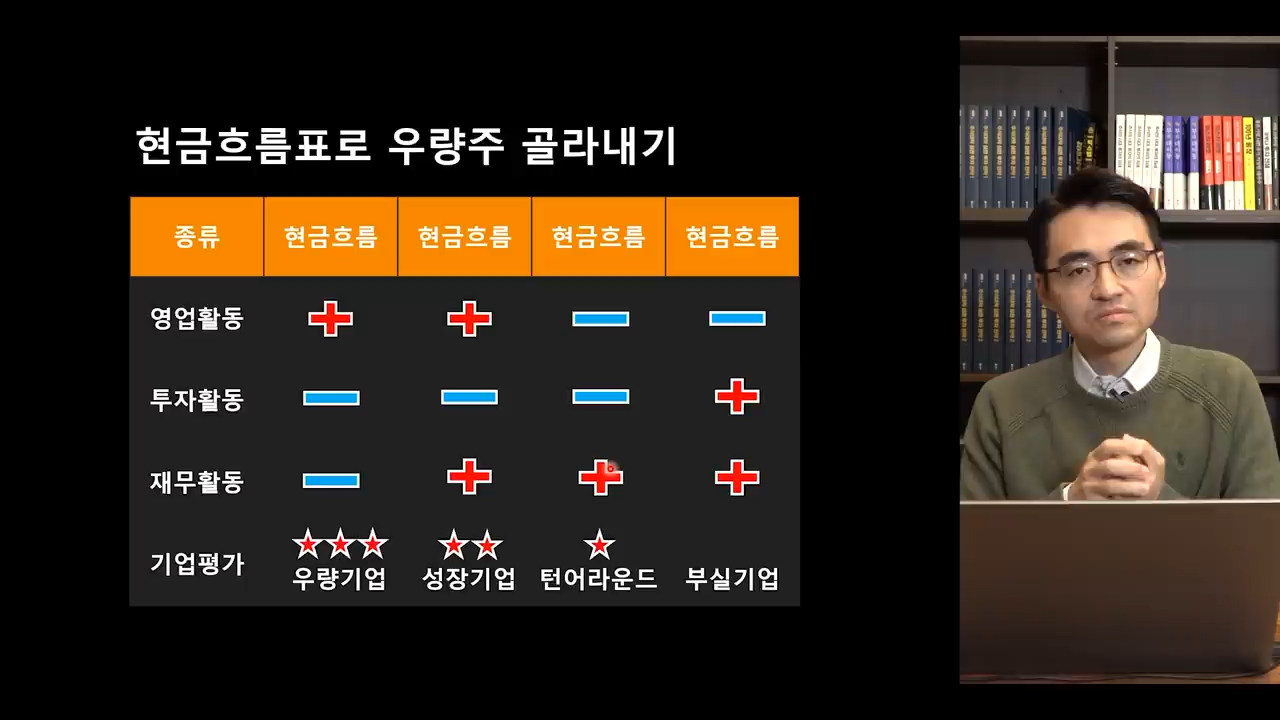 현금흐름표로 우량주 골라내기
종류 현금흐름 현금흐름 현금흐름 현금흐름
영업활동 + + - -
투자활동 - - - +
재무활동 - + + +
기업평가 ★★★ 우량기업 ★★ 성장기업 ★ 턴어라운드 부실기업